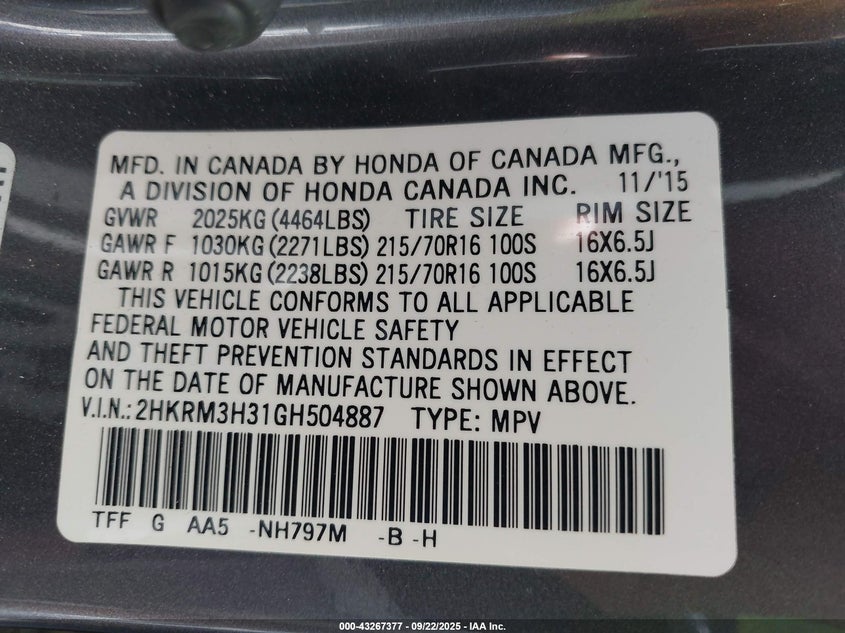 MFD. IN CANADA BY HONDA OF CANADA MFG.,
A DIVISION OF HONDA CANADA INC. 11/'15
GVWR 2025KG (4464LBS) TIRE SIZE RIM SIZE
GAWR F 1030KG (2271LBS) 215/70R16 100S 16X6.5J
GAWR R 1015KG (2238LBS) 215/70R16 100S 16X6.5J
THIS VEHICLE CONFORMS TO ALL APPLICABLE
FEDERAL MOTOR VEHICLE SAFETY
AND THEFT PREVENTION STANDARDS IN EFFECT
ON THE DATE OF MANUFACTURE SHOWN ABOVE.
V.I.N.: 2HKRM3H31GH504887 TYPE: MPV
TFF G AA5 -NH797M -B -H
000-43267377 - 09/22/2025 - IAA Inc.